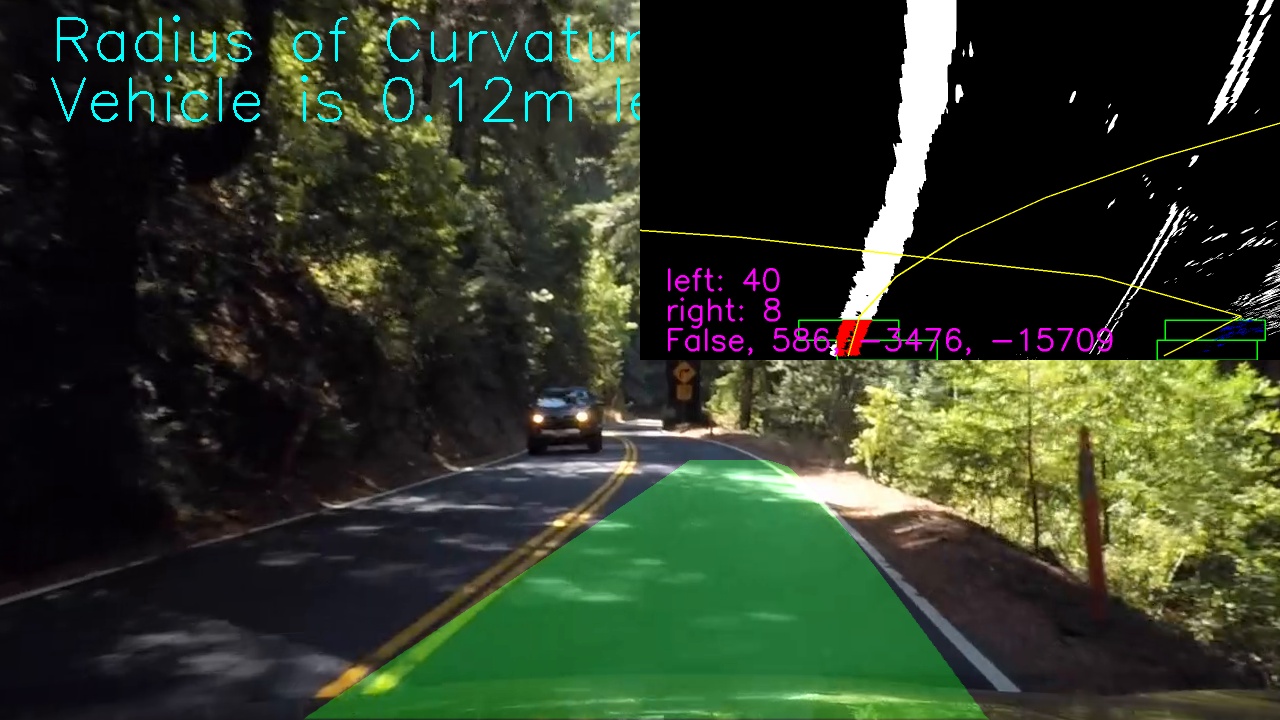 Radius of Curvatur
Vehicle is 0.12m le
left: 40
right: 8
False, 586, -3476, -15709